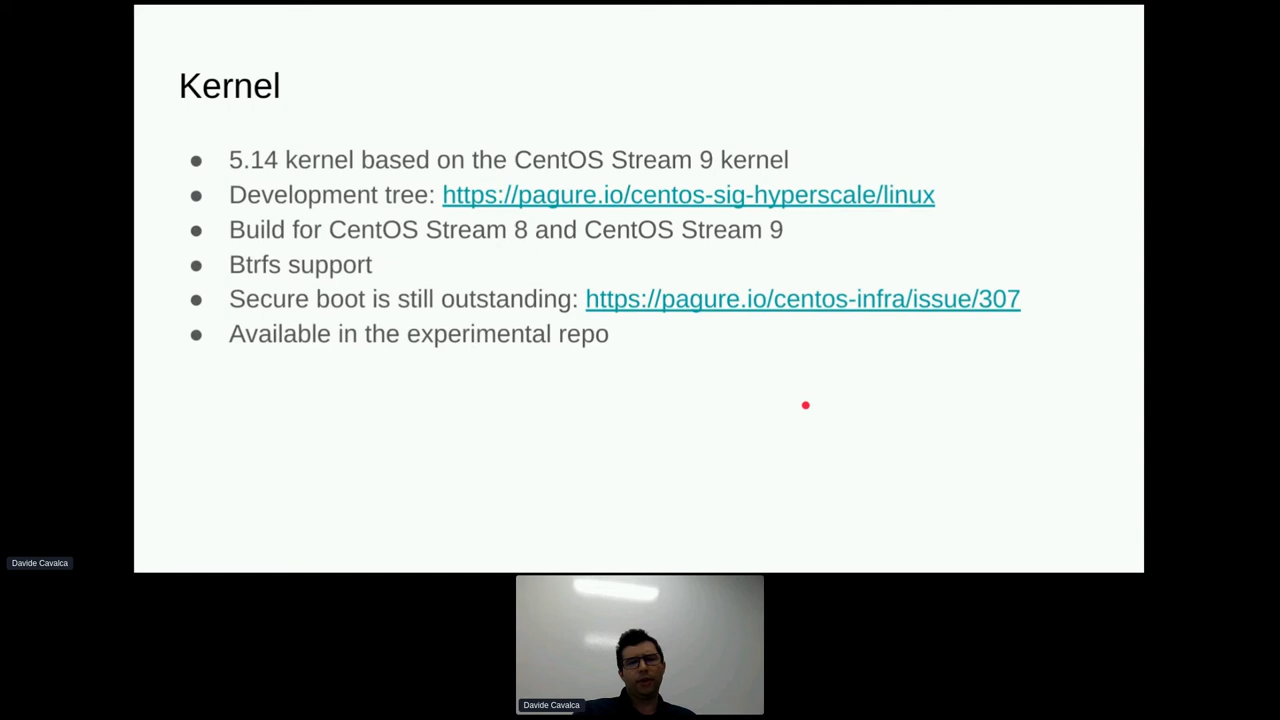 Kernel
● 5.14 kernel based on the CentOS Stream 9 kernel
● Development tree: https://pagure.io/centos-sig-hyperscale/linux
● Build for CentOS Stream 8 and CentOS Stream 9
● Btrfs support
● Secure boot is still outstanding: https://pagure.io/centos-infra/issue/307
● Available in the experimental repo
Davide Cavalca
Davide Cavalca